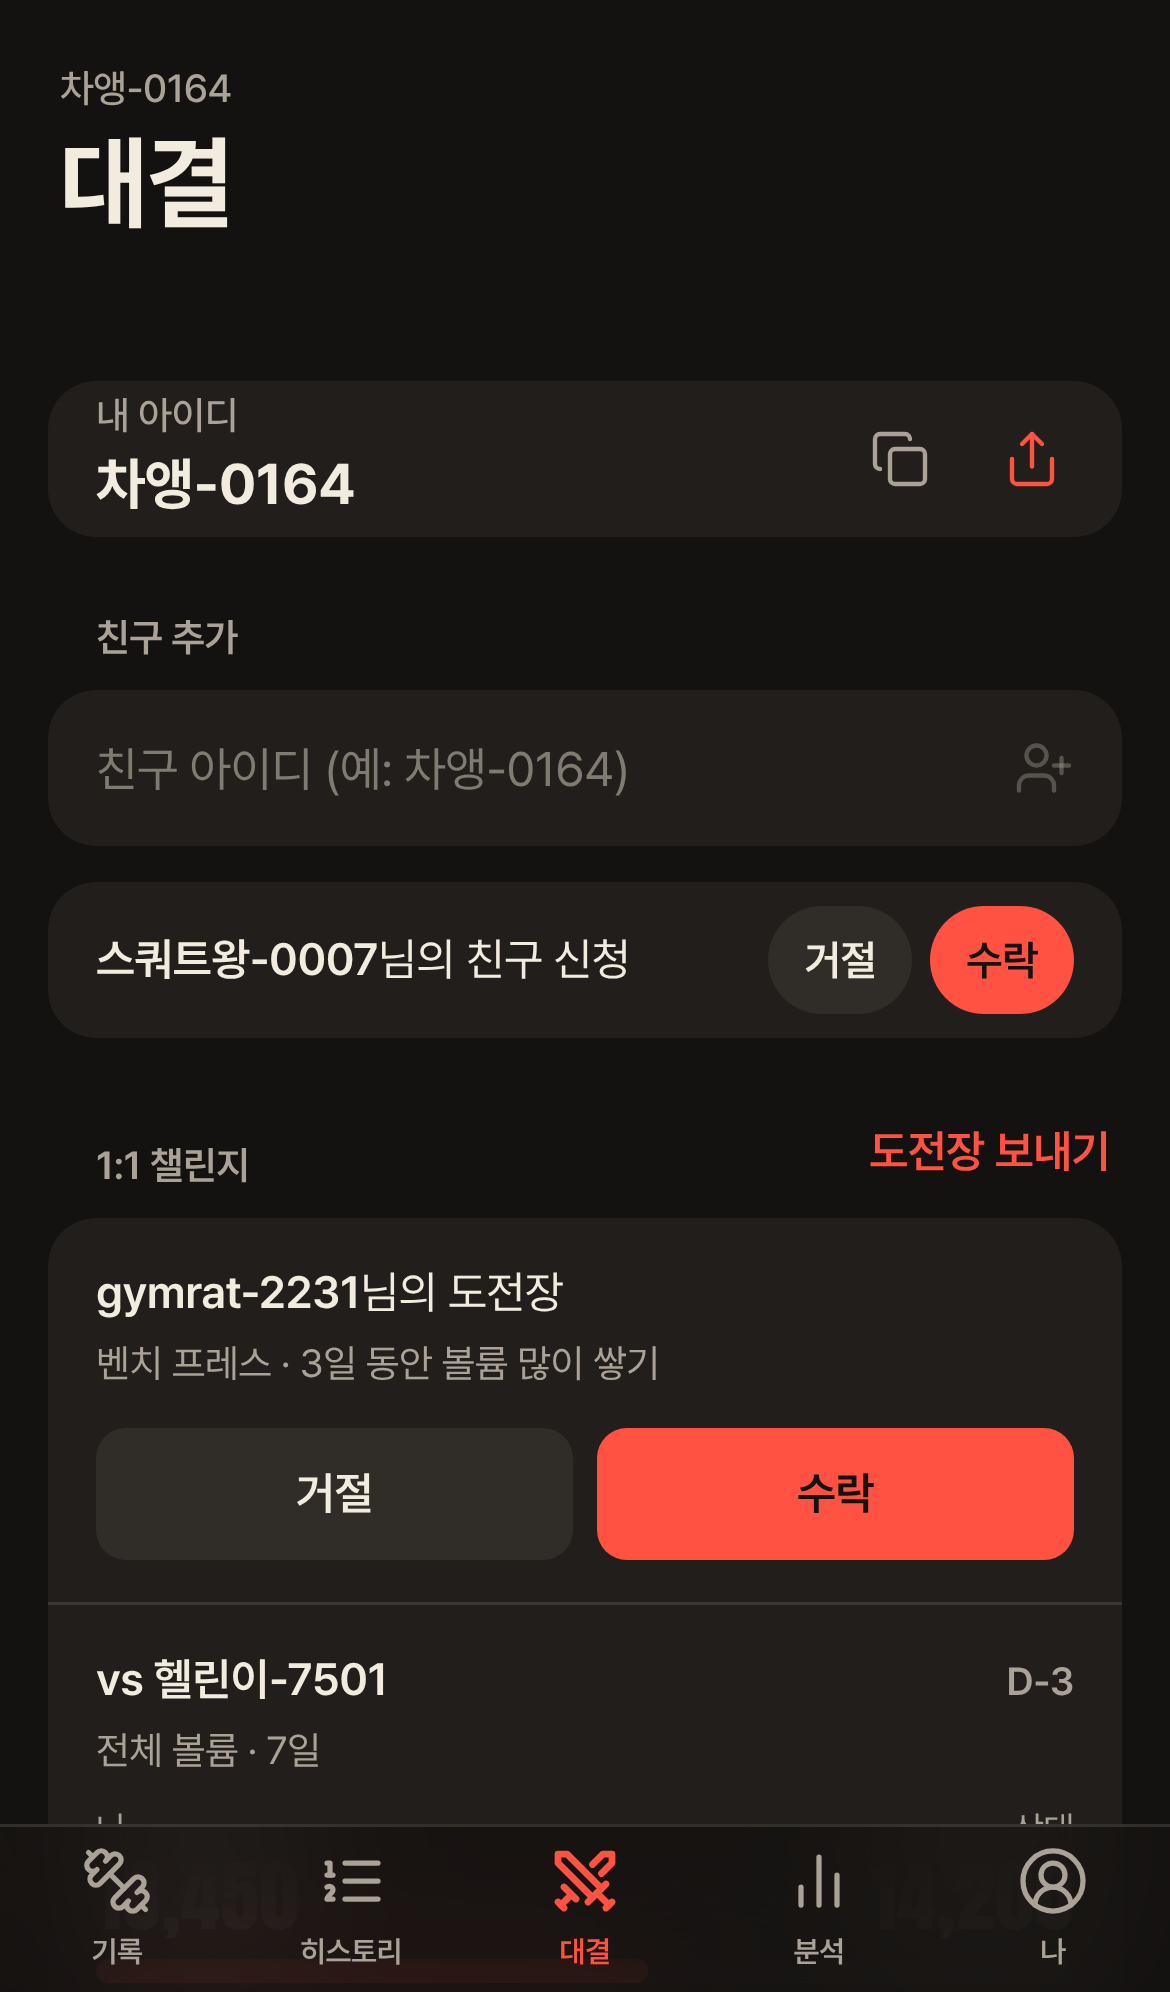 차앵-0164
대결
내 아이디
차앵-0164
친구 추가
친구 아이디 (예: 차앵-0164)
스쿼트왕-0007님의 친구 신청
거절
수락
1:1 챌린지
도전장 보내기
gymrat-2231님의 도전장
벤치 프레스 · 3일 동안 볼륨 많이 쌓기
거절
수락
vs 헬린이-7501
D-3
전체 볼륨 · 7일
기록
히스토리
대결
분석
나